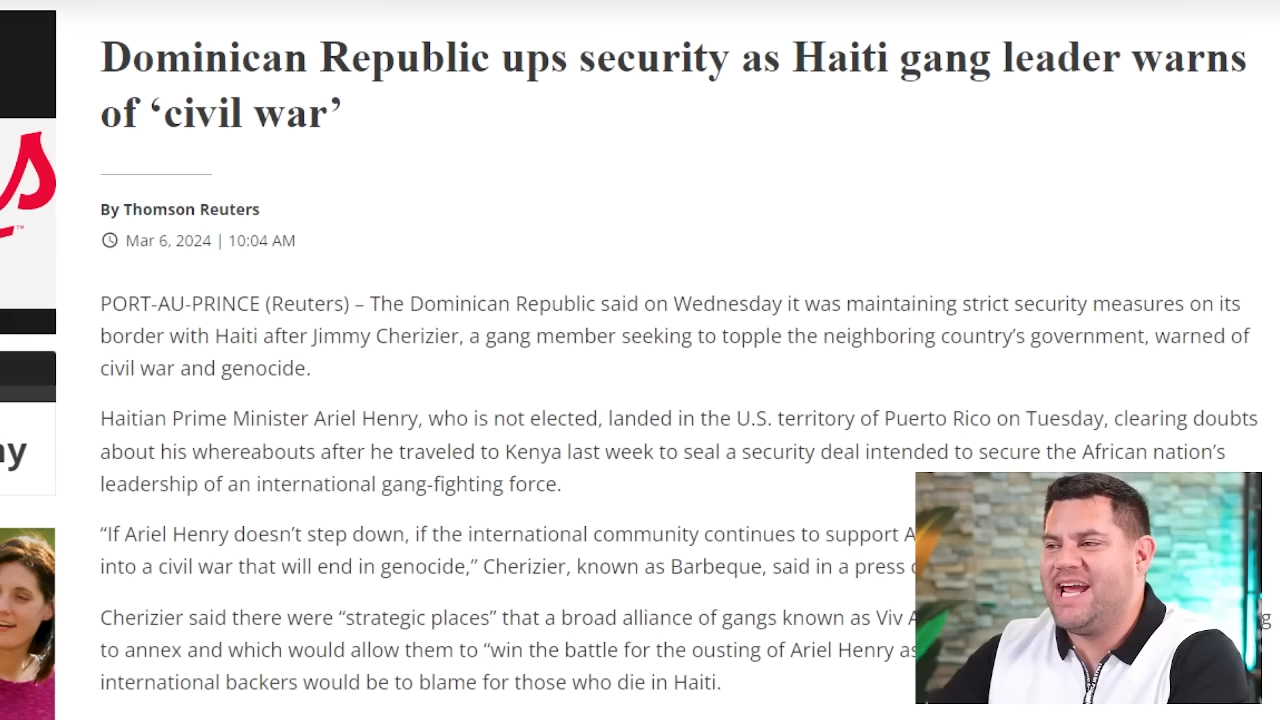 Dominican Republic ups security as Haiti gang leader warns
of ‘civil war’
By Thomson Reuters
Mar 6, 2024 | 10:04 AM
PORT-AU-PRINCE (Reuters) – The Dominican Republic said on Wednesday it was maintaining strict security measures on its
border with Haiti after Jimmy Cherizier, a gang member seeking to topple the neighboring country’s government, warned of
civil war and genocide.
Haitian Prime Minister Ariel Henry, who is not elected, landed in the U.S. territory of Puerto Rico on Tuesday, clearing doubts
about his whereabouts after he traveled to Kenya last week to seal a security deal intended to secure the African nation’s
leadership of an international gang-fighting force.
“If Ariel Henry doesn’t step down, if the international community continues to support
into a civil war that will end in genocide,” Cherizier, known as Barbeque, said in a press
Cherizier said there were “strategic places” that a broad alliance of gangs known as Viv
to annex and which would allow them to “win the battle for the ousting of Ariel Henry as
international backers would be to blame for those who die in Haiti.